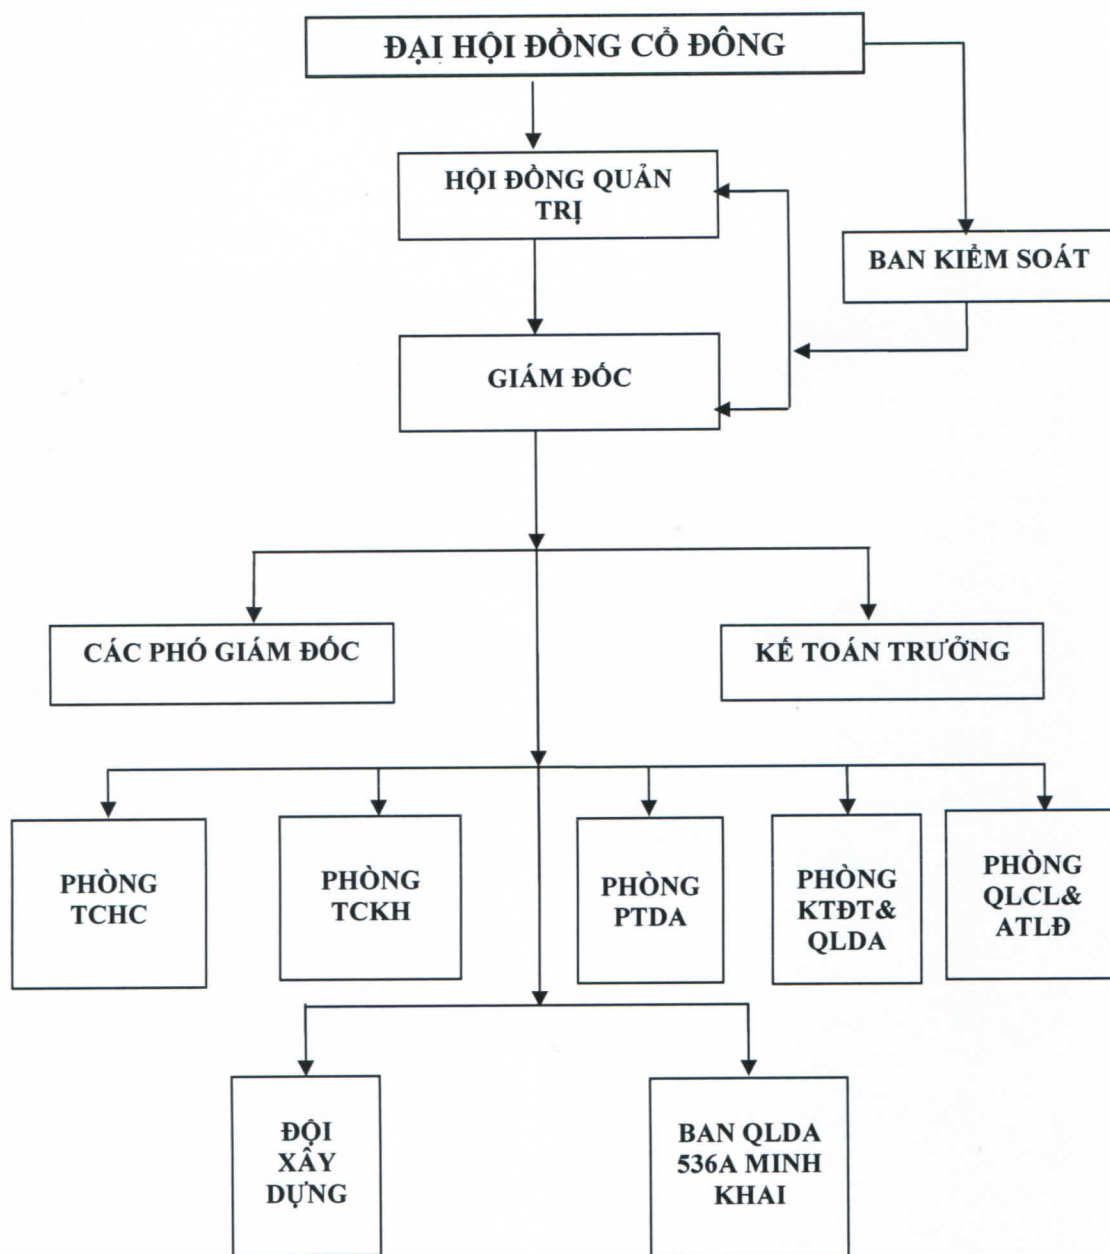 ĐẠI HỘI ĐỒNG CỔ ĐÔNG
HỘI ĐỒNG QUẢN
TRỊ
BAN KIỂM SOÁT
GIÁM ĐỐC
CÁC PHÓ GIÁM ĐỐC
KẾ TOÁN TRƯỞNG
PHÒNG
TCHC
PHÒNG
TCKH
PHÒNG
PTDA
PHÒNG
KTĐT&
QLDA
PHÒNG
QLCL&
ATLĐ
ĐỘI
XÂY
DỰNG
BAN QLDA
536A MINH
KHAI